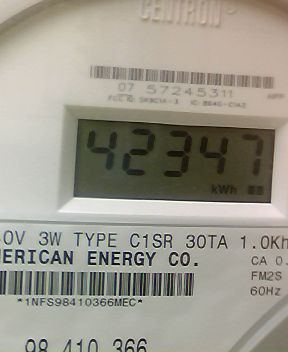 CENTRON
07 57245311
42347
kWh
0V 3W TYPE C1SR 30TA 1.0Kh
MERICAN ENERGY CO. CA 0.
FM2S
*1NFS98410366MEC* 60Hz
98 410 366